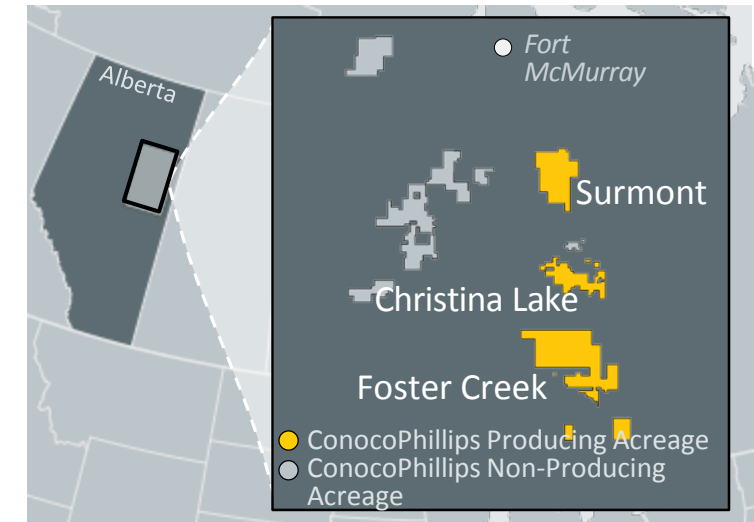 Alberta
Fort
McMurray
Surmont
Christina Lake
Foster Creek
ConocoPhillips Producing Acreage
ConocoPhillips Non-Producing
Acreage